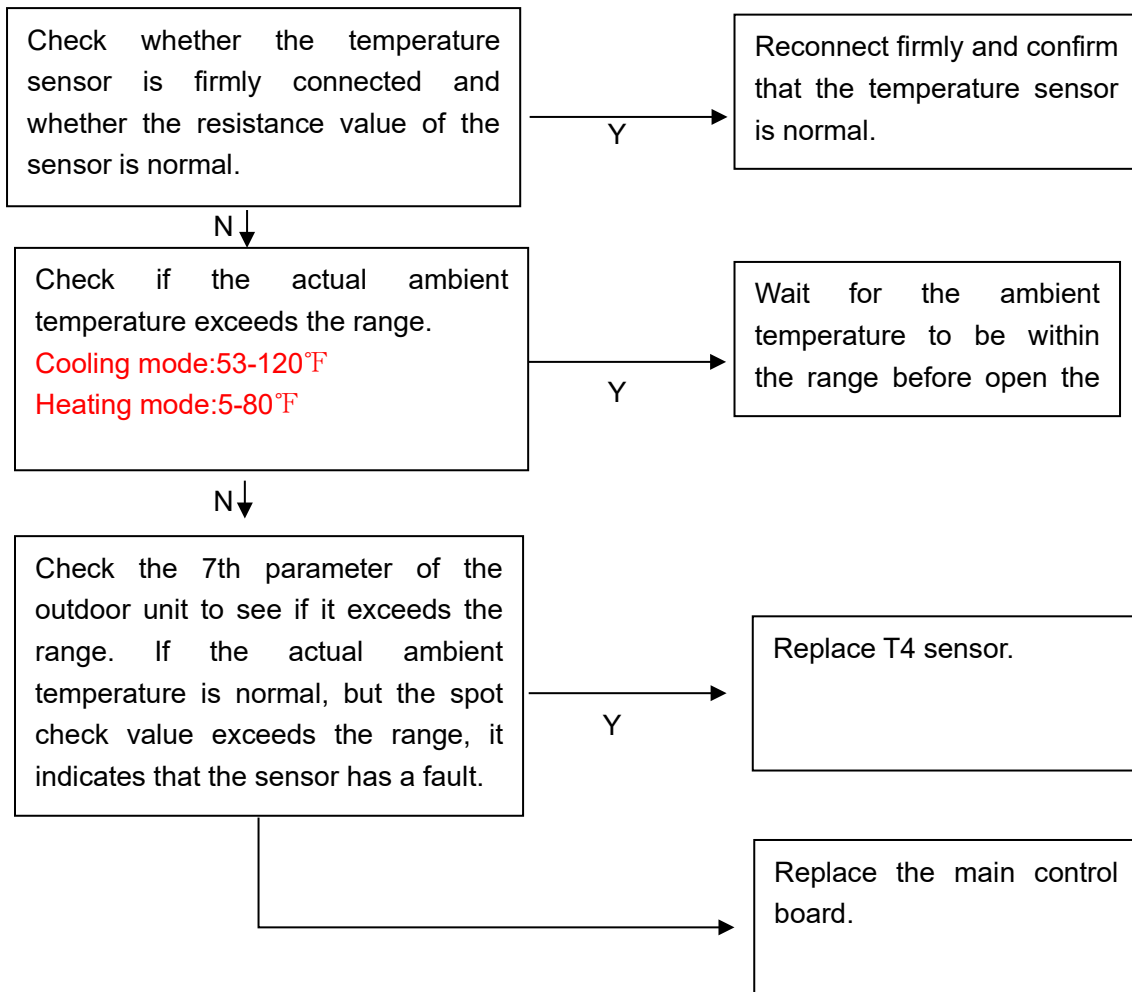 Check whether the temperature
sensor is firmly connected and
whether the resistance value of the
sensor is normal.
Y
Reconnect firmly and confirm
that the temperature sensor
is normal.
N
Check if the actual ambient
temperature exceeds the range.
Cooling mode:53-120℉
Heating mode:5-80℉
Y
Wait for the ambient
temperature to be within
the range before open the
N
Check the 7th parameter of the
outdoor unit to see if it exceeds the
range. If the actual ambient
temperature is normal, but the spot
check value exceeds the range, it
indicates that the sensor has a fault.
Y
Replace T4 sensor.
Replace the main control
board.